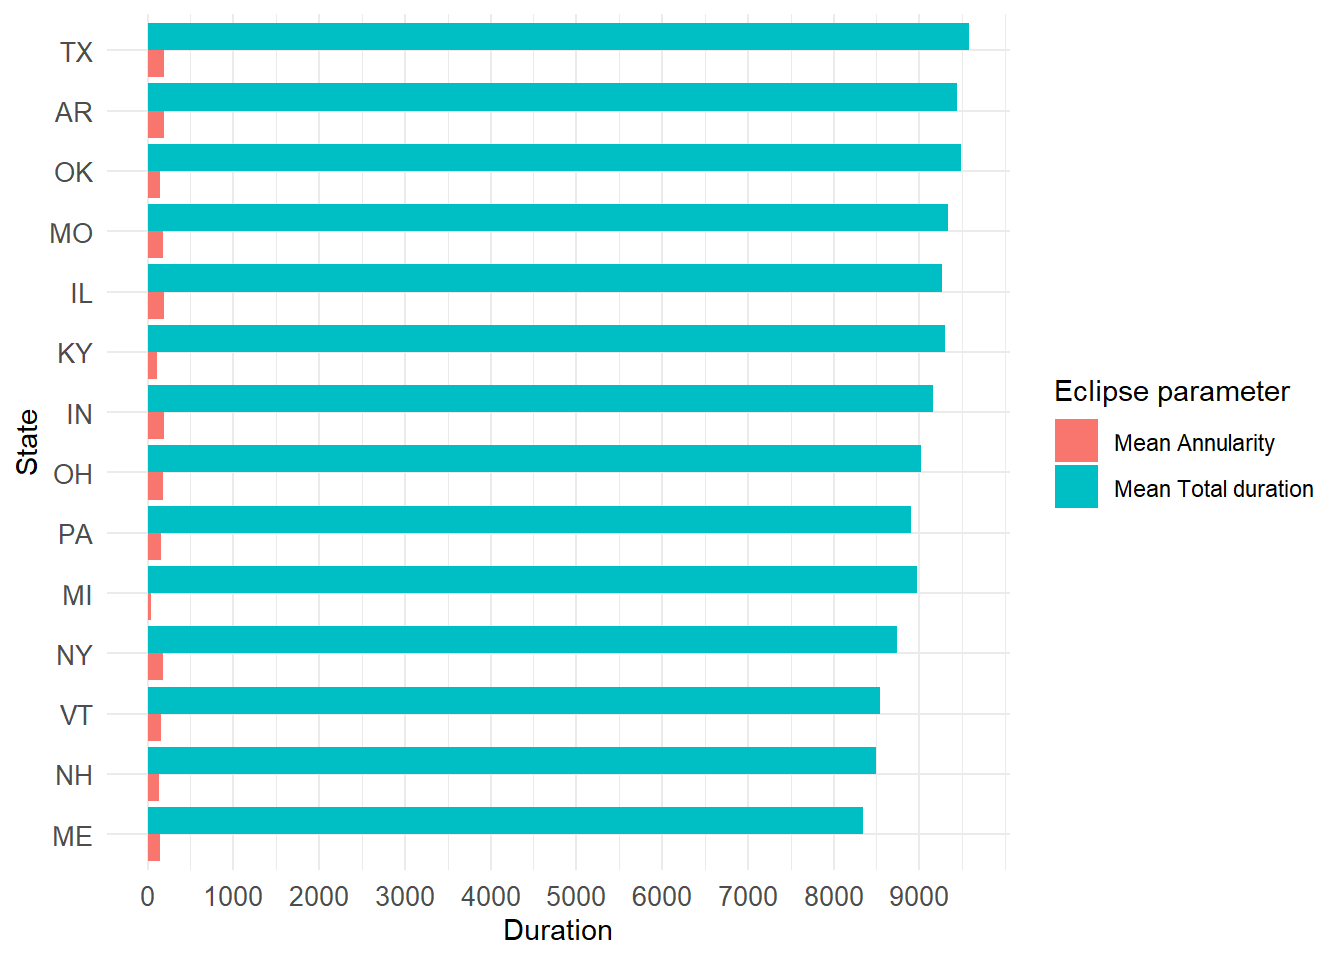 TX
AR
OK
MO
IL
KY
IN
OH
PA
MI
NY
VT
NH
ME
State
0 1000 2000 3000 4000 5000 6000 7000 8000 9000
Duration
Eclipse parameter
Mean Annularity
Mean Total duration